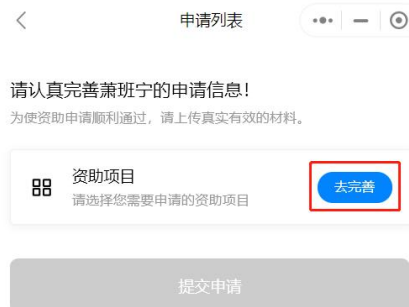 申请列表
请认真完善萧班宁的申请信息！
为使资助申请顺利通过，请上传真实有效的材料。
资助项目
去完善
请选择您需要申请的资助项目
提交申请